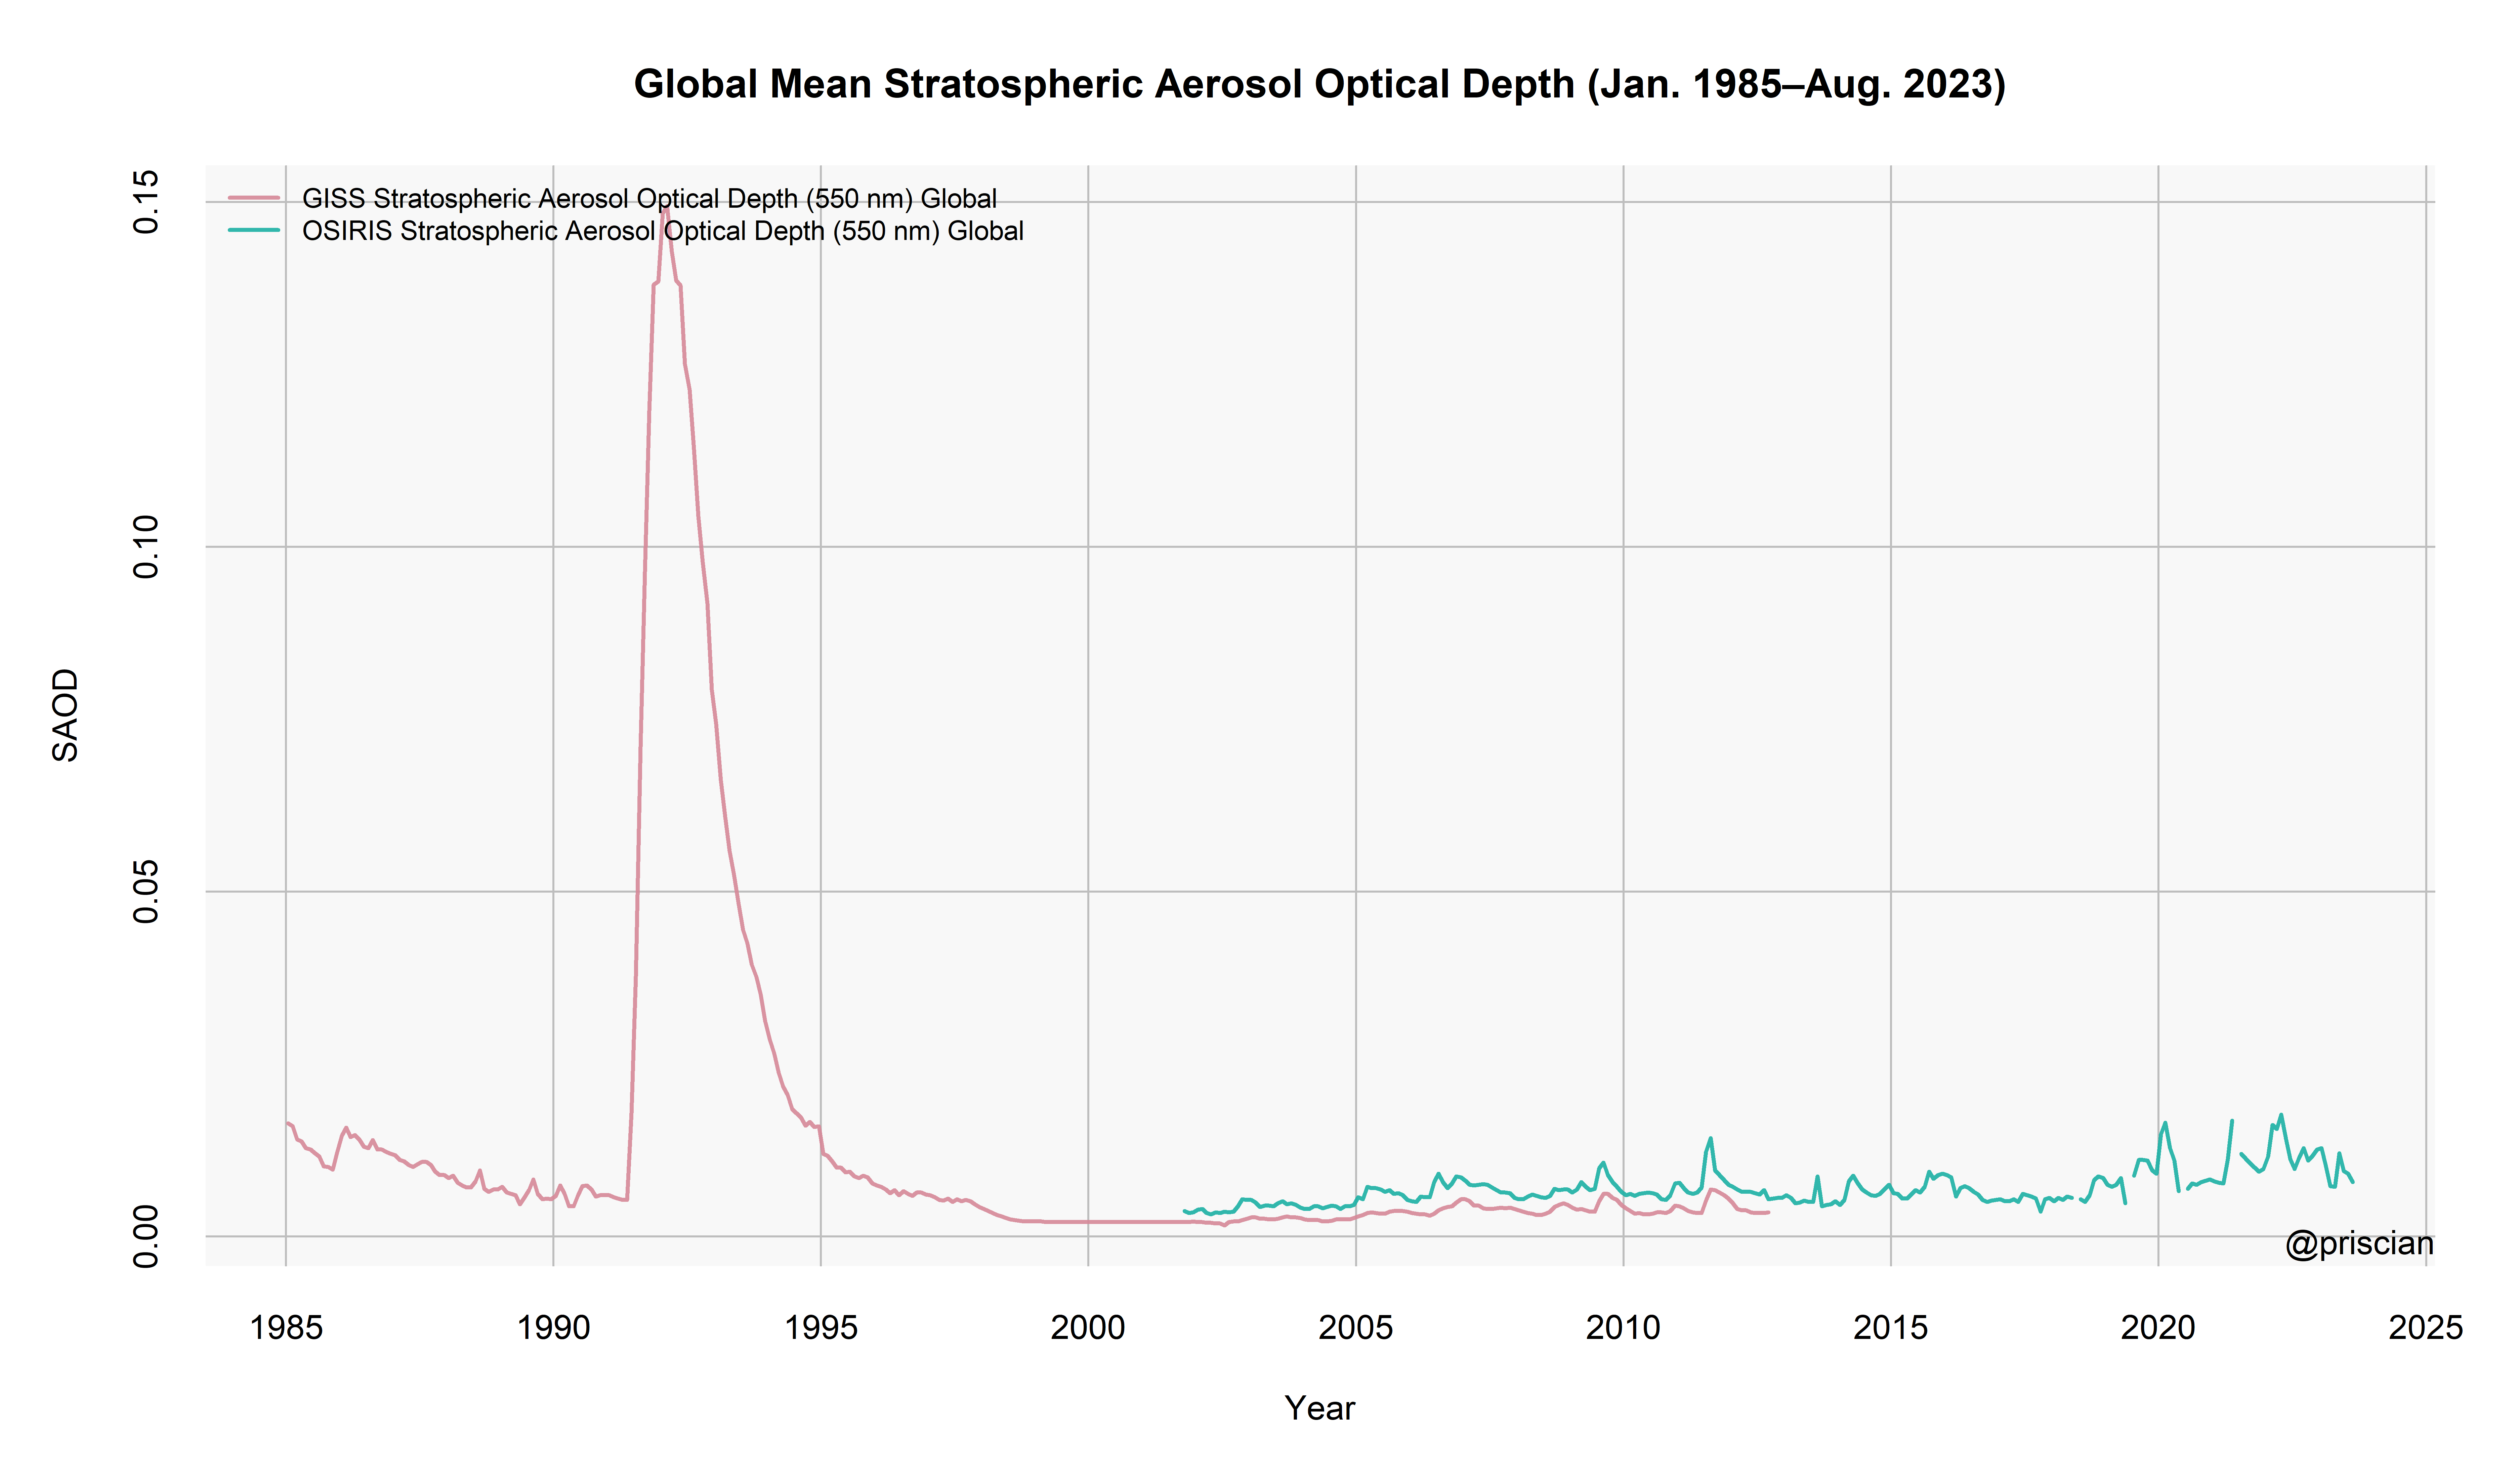 Global Mean Stratospheric Aerosol Optical Depth (Jan. 1985–Aug. 2023)
GISS Stratospheric Aerosol Optical Depth (550 nm) Global
OSIRIS Stratospheric Aerosol Optical Depth (550 nm) Global
SAOD
0.15
0.10
0.05
0.00
@priscian
1985 1990 1995 2000 2005 2010 2015 2020 2025
Year